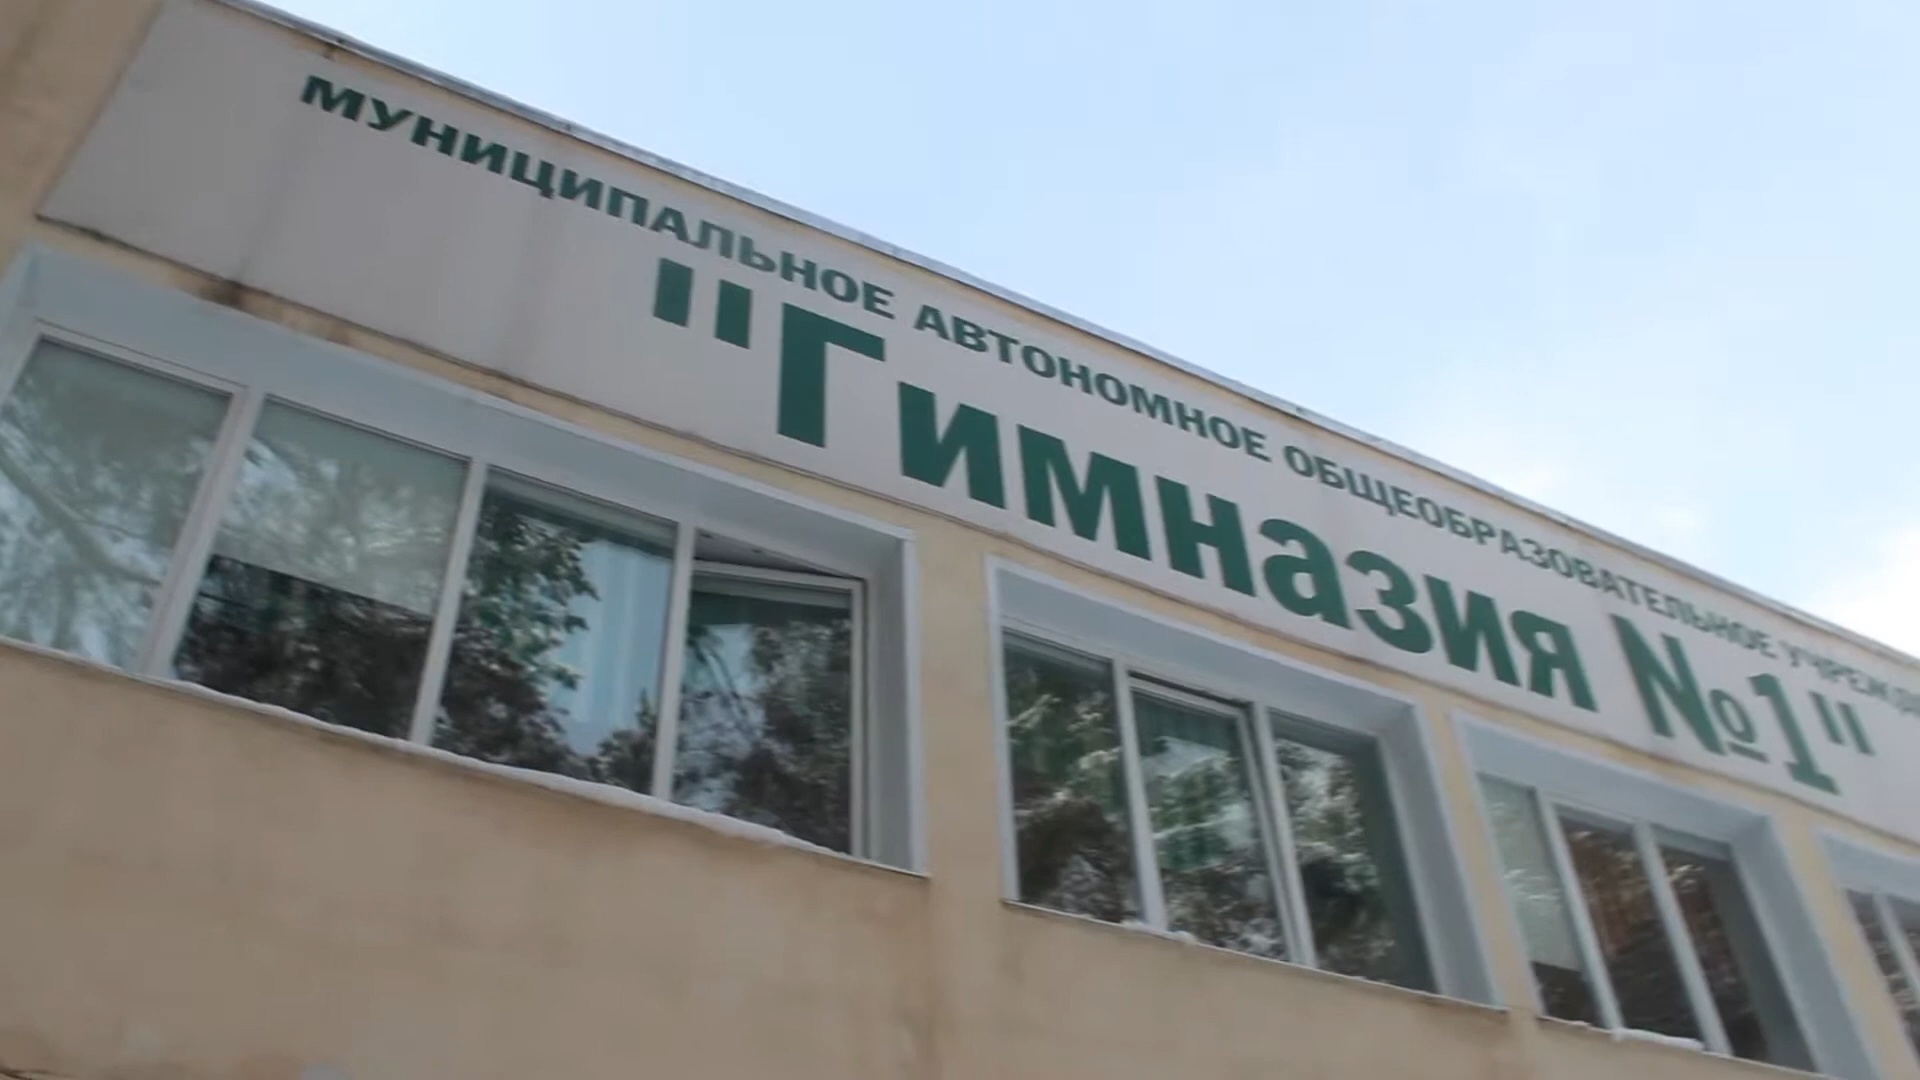 МУНИЦИПАЛЬНОЕ АВТОНОМНОЕ ОБЩЕОБРАЗОВАТЕЛЬНОЕ
"Гимназия №1"